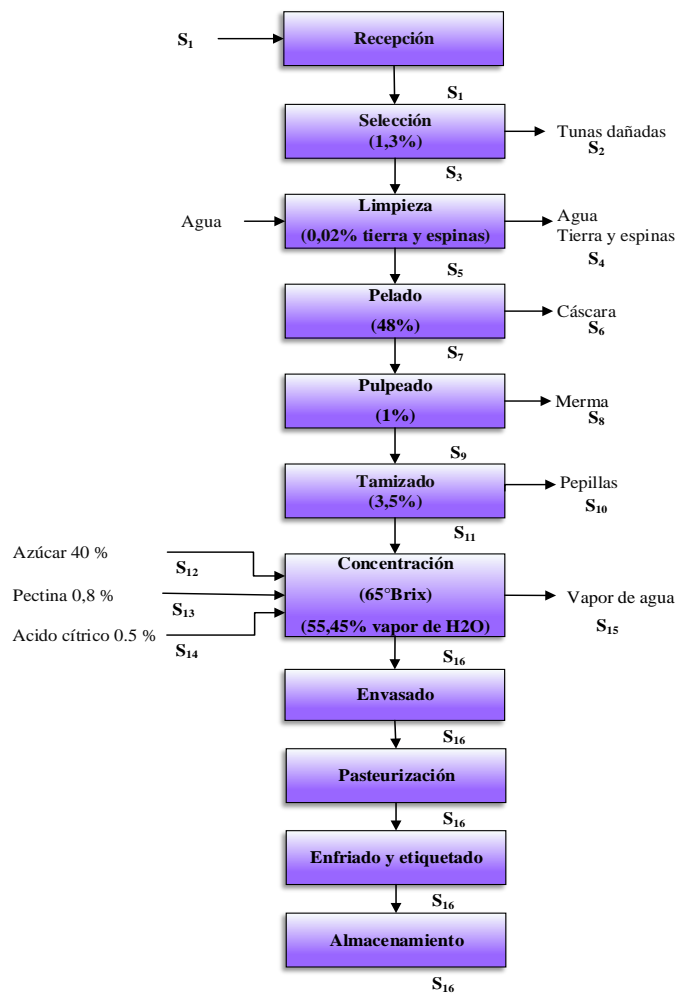 Recepción
S₁
S₁
Selección
(1,3%)
Tunas dañadas
S₂
S₃
Agua
Limpieza
(0,02% tierra y espinas)
Agua
Tierra y espinas
S₄
S₅
Pelado
(48%)
Cáscara
S₆
S₇
Pulpeado
(1%)
Merma
S₈
S₉
Tamizado
(3,5%)
Pepillas
S₁₀
S₁₁
Azúcar 40 %
S₁₂
Pectina 0,8 %
S₁₃
Acido cítrico 0.5 %
S₁₄
Concentración
(65°Brix)
(55,45% vapor de H2O)
Vapor de agua
S₁₅
S₁₆
Envasado
S₁₆
Pasteurización
S₁₆
Enfriado y etiquetado
S₁₆
Almacenamiento
S₁₆